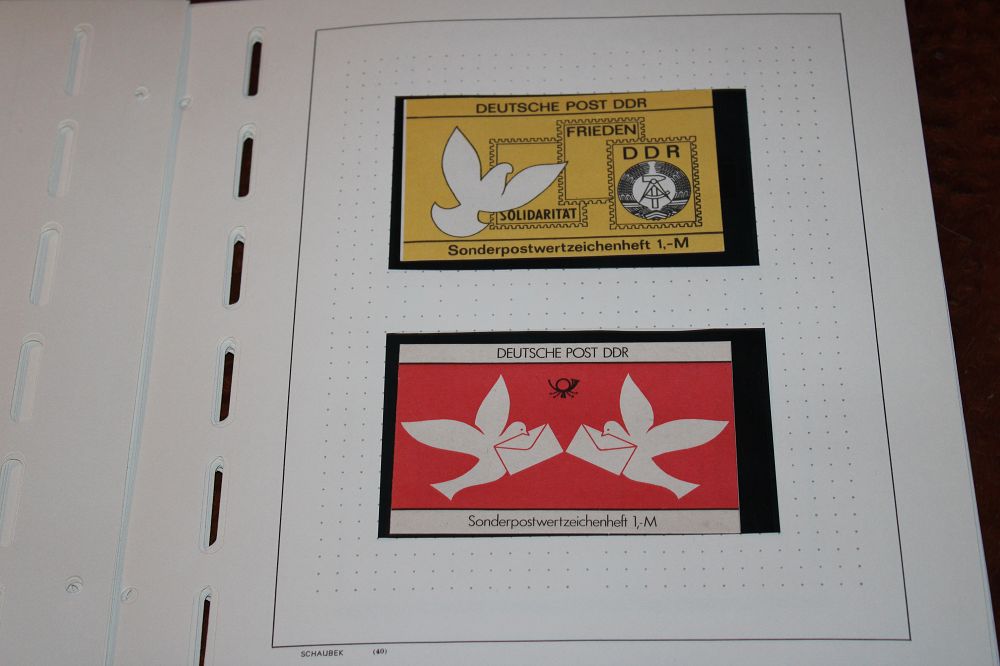 DEUTSCHE POST DDR
FRIEDEN
DDR
SOLIDARITÄT
Sonderpostwertzeichenheft 1,-M
DEUTSCHE POST DDR
Sonderpostwertzeichenheft 1,-M
SCHAUBEK (40)